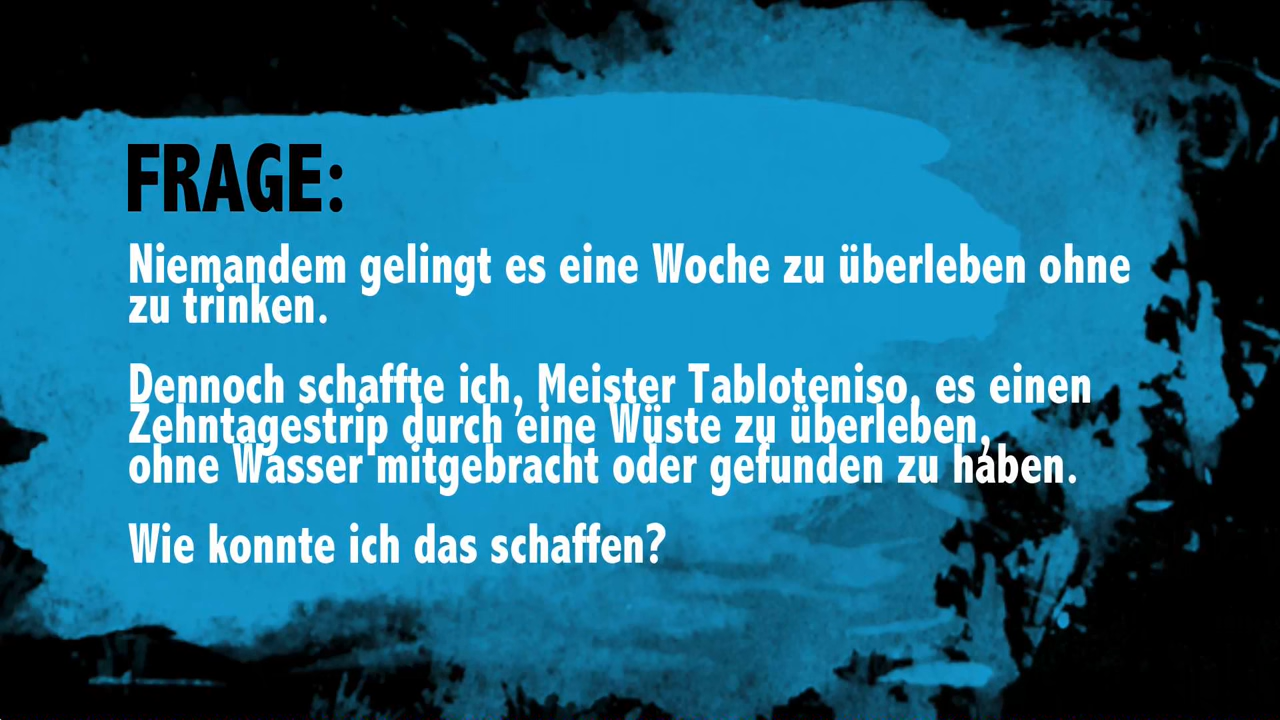 FRAGE:
Niemandem gelingt es eine Woche zu überleben ohne
zu trinken.
Dennoch schaffte ich, Meister Tabloteniso, es einen
Zehntagestrip durch eine Wüste zu überleben,
ohne Wasser mitgebracht oder gefunden zu haben.
Wie konnte ich das schaffen?